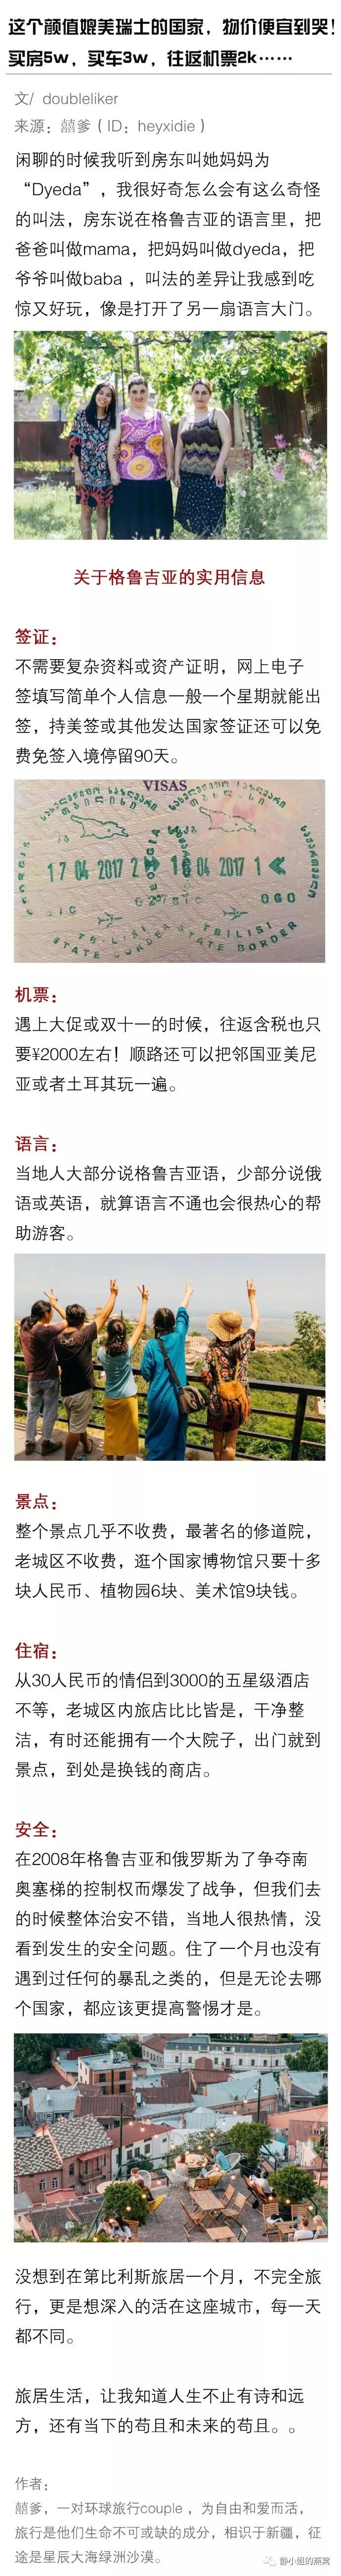 这个颜值媲美瑞士的国家，物价便宜到哭！
买房5w，买车3w，往返机票2k……
文/ doubleliker
来源：囍爹（ID：heyxidie）
闲聊的时候我听到房东叫她妈妈为
“Dyeda”，我很好奇怎么会有这么奇怪
的叫法，房东说在格鲁吉亚的语言里，把
爸爸叫做mama，把妈妈叫做dyeda，把
爷爷叫做baba ，叫法的差异让我感到吃
惊又好玩，像是打开了另一扇语言大门。
关于格鲁吉亚的实用信息
签证：
不需要复杂资料或资产证明，网上电子
签填写简单个人信息一般一个星期就能出
签，持美签或其他发达国家签证还可以免
费免签入境停留90天。
VISAS
17 04 2017 2
04 2017 1
060
TBILISI
STATE BORDER
TBILISI
STATE BORDER
机票：
遇上大促或双十一的时候，往返含税也只
要¥2000左右！顺路还可以把邻国亚美尼
亚或者土耳其玩一遍。
语言：
当地人大部分说格鲁吉亚语，少部分说俄
语或英语，就算语言不通也会很热心的帮
助游客。
景点：
整个景点几乎不收费，最著名的修道院，
老城区不收费，逛个国家博物馆只要十多
块人民币、植物园6块、美术馆9块钱。
住宿：
从30人民币的情侣到3000的五星级酒店
不等，老城区内旅店比比皆是，干净整
洁，有时还能拥有一个大院子，出门就到
景点，到处是换钱的商店。
安全：
在2008年格鲁吉亚和俄罗斯为了争夺南
奥塞梯的控制权而爆发了战争，但我们去
的时候整体治安不错，当地人很热情，没
看到发生的安全问题。住了一个月也没有
遇到过任何的暴乱之类的，但是无论去哪
个国家，都应该更提高警惕才是。
没想到在第比利斯旅居一个月，不完全旅
行，更是想深入的活在这座城市，每一天
都不同。
旅居生活，让我知道人生不止有诗和远
方，还有当下的苟且和未来的苟且。。
作者：
囍爹，一对环球旅行couple ，为自由和爱而活，
旅行是他们生命不可或缺的成分，相识于新疆，征
途是星辰大海绿洲沙漠。
静小姐的燕窝